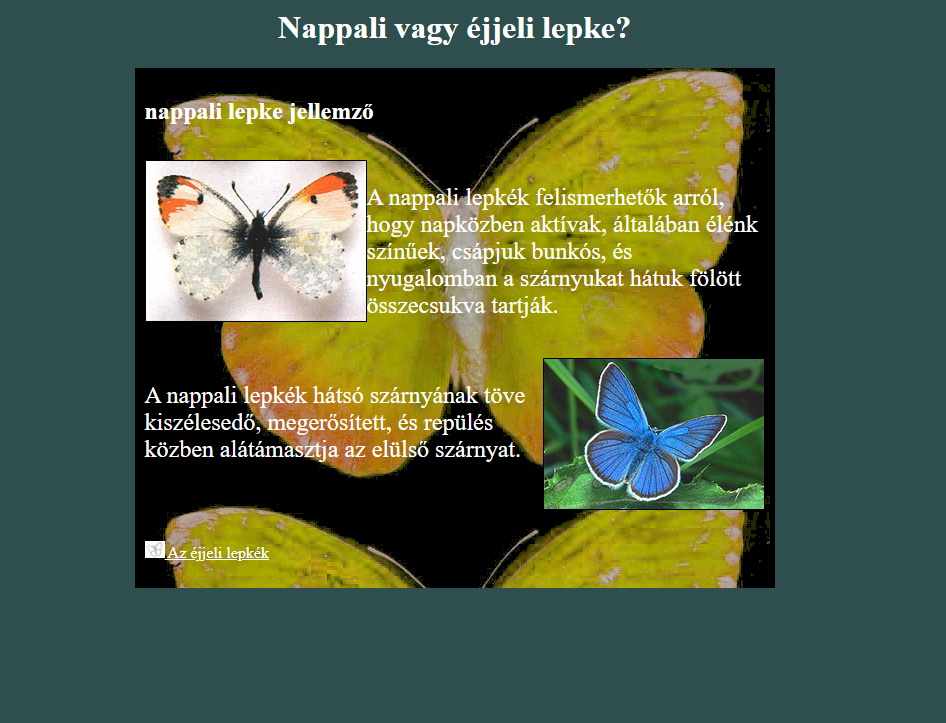 Nappali vagy éjjeli lepke?
nappali lepke jellemző
A nappali lepkék felismerhetők arról,
hogy napközben aktívak, általában élénk
színűek, csápjuk bunkós, és
nyugalomban a szárnyukat hátuk fölött
összecsukva tartják.
A nappali lepkék hátsó szárnyának töve
kiszélesedő, megerősített, és repülés
közben alátámasztja az elülső szárnyat.
Az éjjeli lepkék